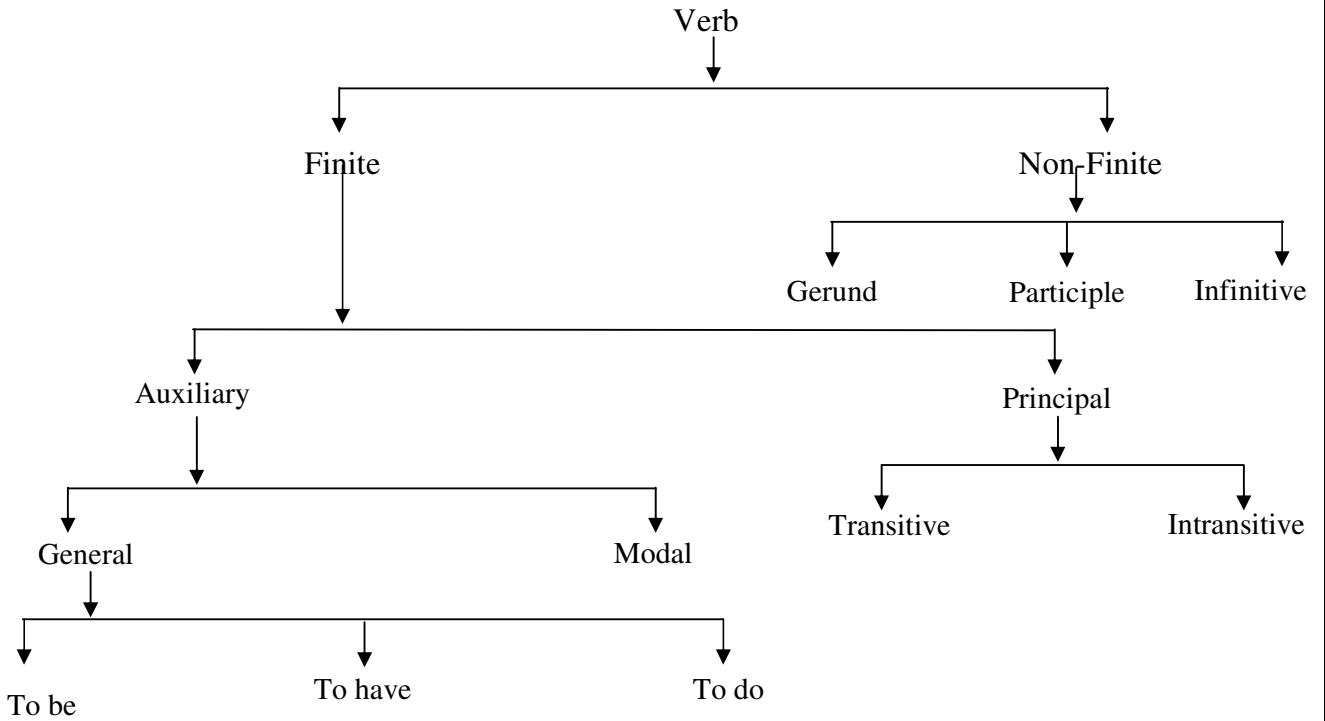 Verb
Finite Non-Finite
Gerund Participle Infinitive
Auxiliary Principal
Transitive Intransitive
General Modal
To be To have To do